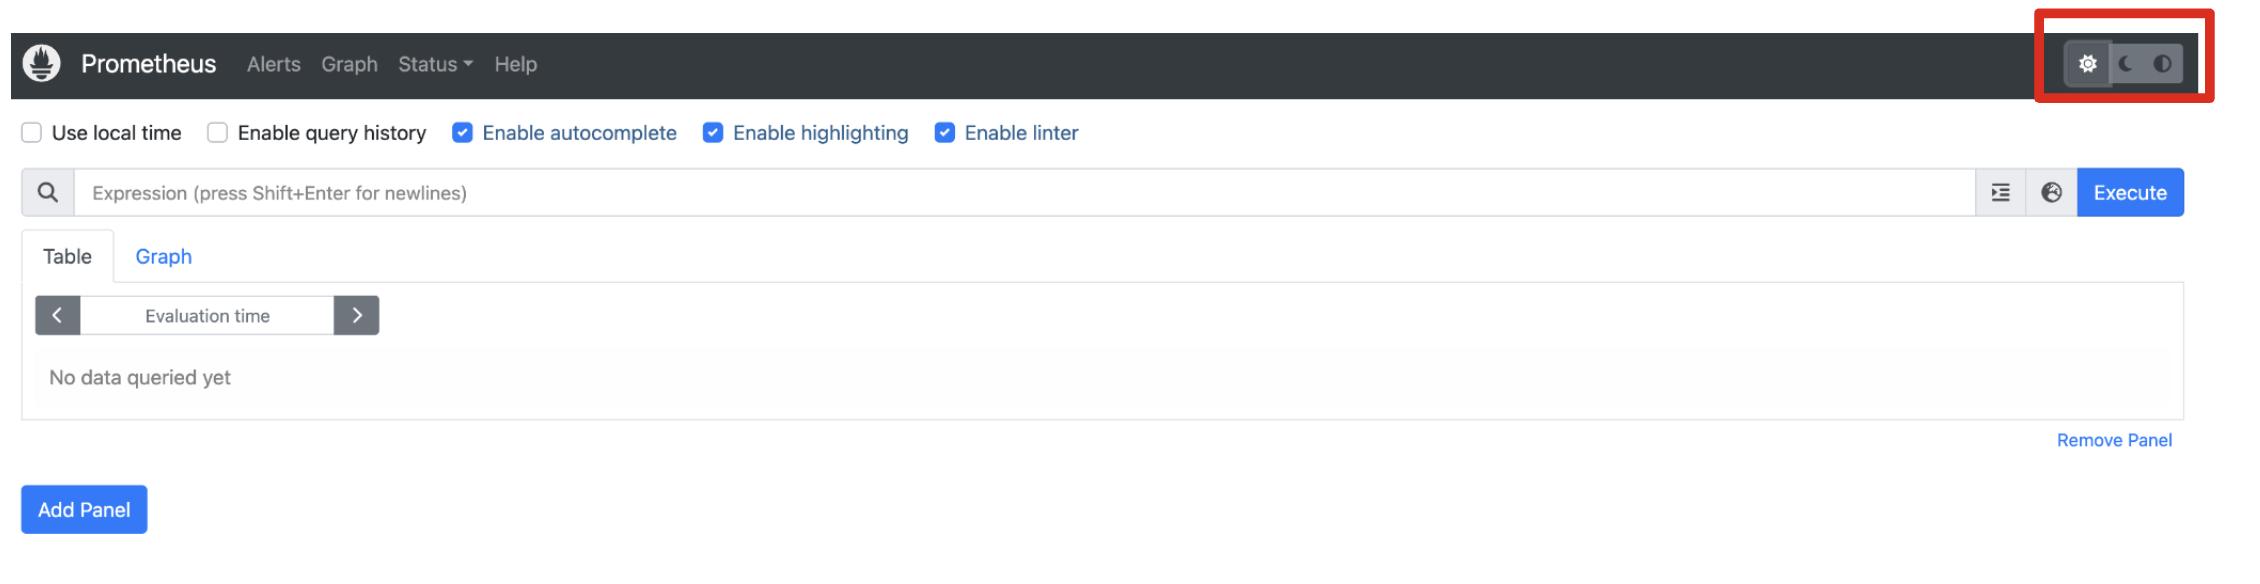 Prometheus Alerts Graph Status Help
Use local time Enable query history Enable autocomplete Enable highlighting Enable linter
Expression (press Shift+Enter for newlines) Execute
Table Graph
Evaluation time
No data queried yet
Remove Panel
Add Panel